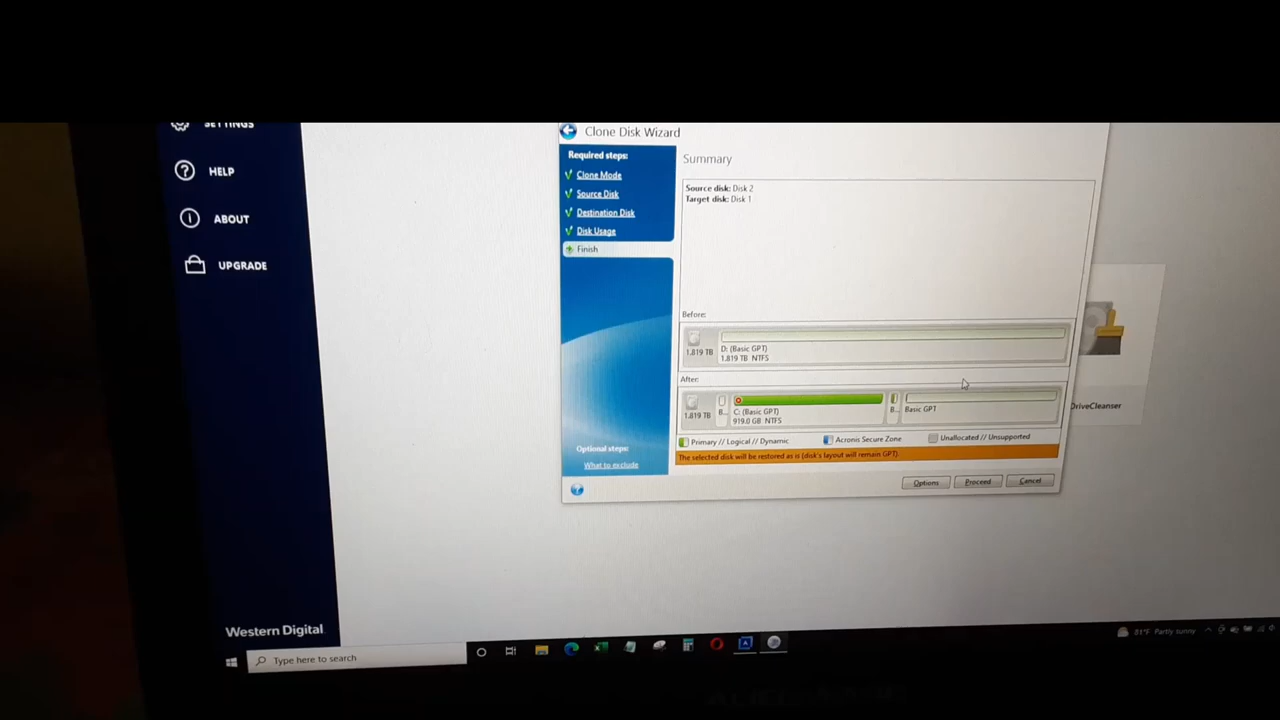 SETTINGS
HELP
ABOUT
UPGRADE
Western Digital
Clone Disk Wizard
Required steps:
Clone Mode
Source Disk
Destination Disk
Disk Usage
Finish
Optional steps:
What to exclude
Summary
Source disk: Disk 2
Target disk: Disk 1
Before:
1.819 TB
D: (Basic GPT)
1.819 TB NTFS
After:
1.819 TB
B...
C: (Basic GPT)
919.0 GB NTFS
B...
Basic GPT
Primary // Logical // Dynamic
Acronis Secure Zone
Unallocated // Unsupported
The selected disk will be restored as is (disk's layout will remain GPT)
Options
Proceed
Cancel
DriveCleanser
Type here to search
81°F Partly sunny